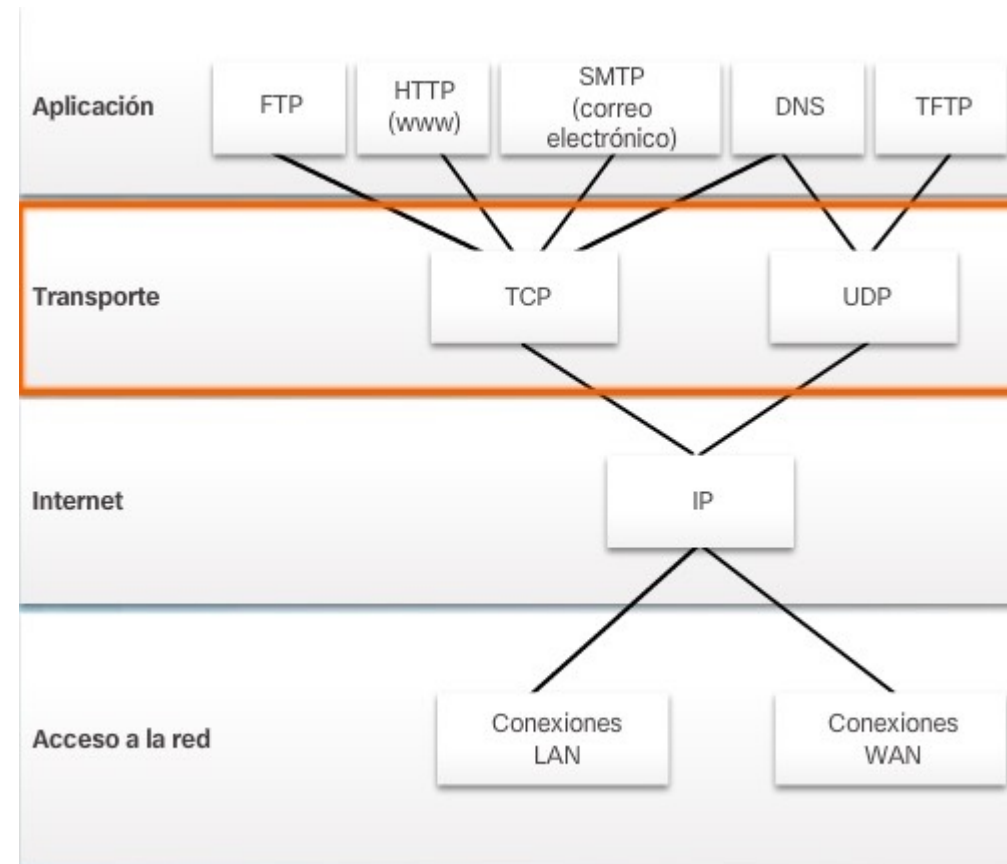 Aplicación
FTP
HTTP
(www)
SMTP
(correo
electrónico)
DNS
TFTP
Transporte
TCP
UDP
Internet
IP
Acceso a la red
Conexiones
LAN
Conexiones
WAN